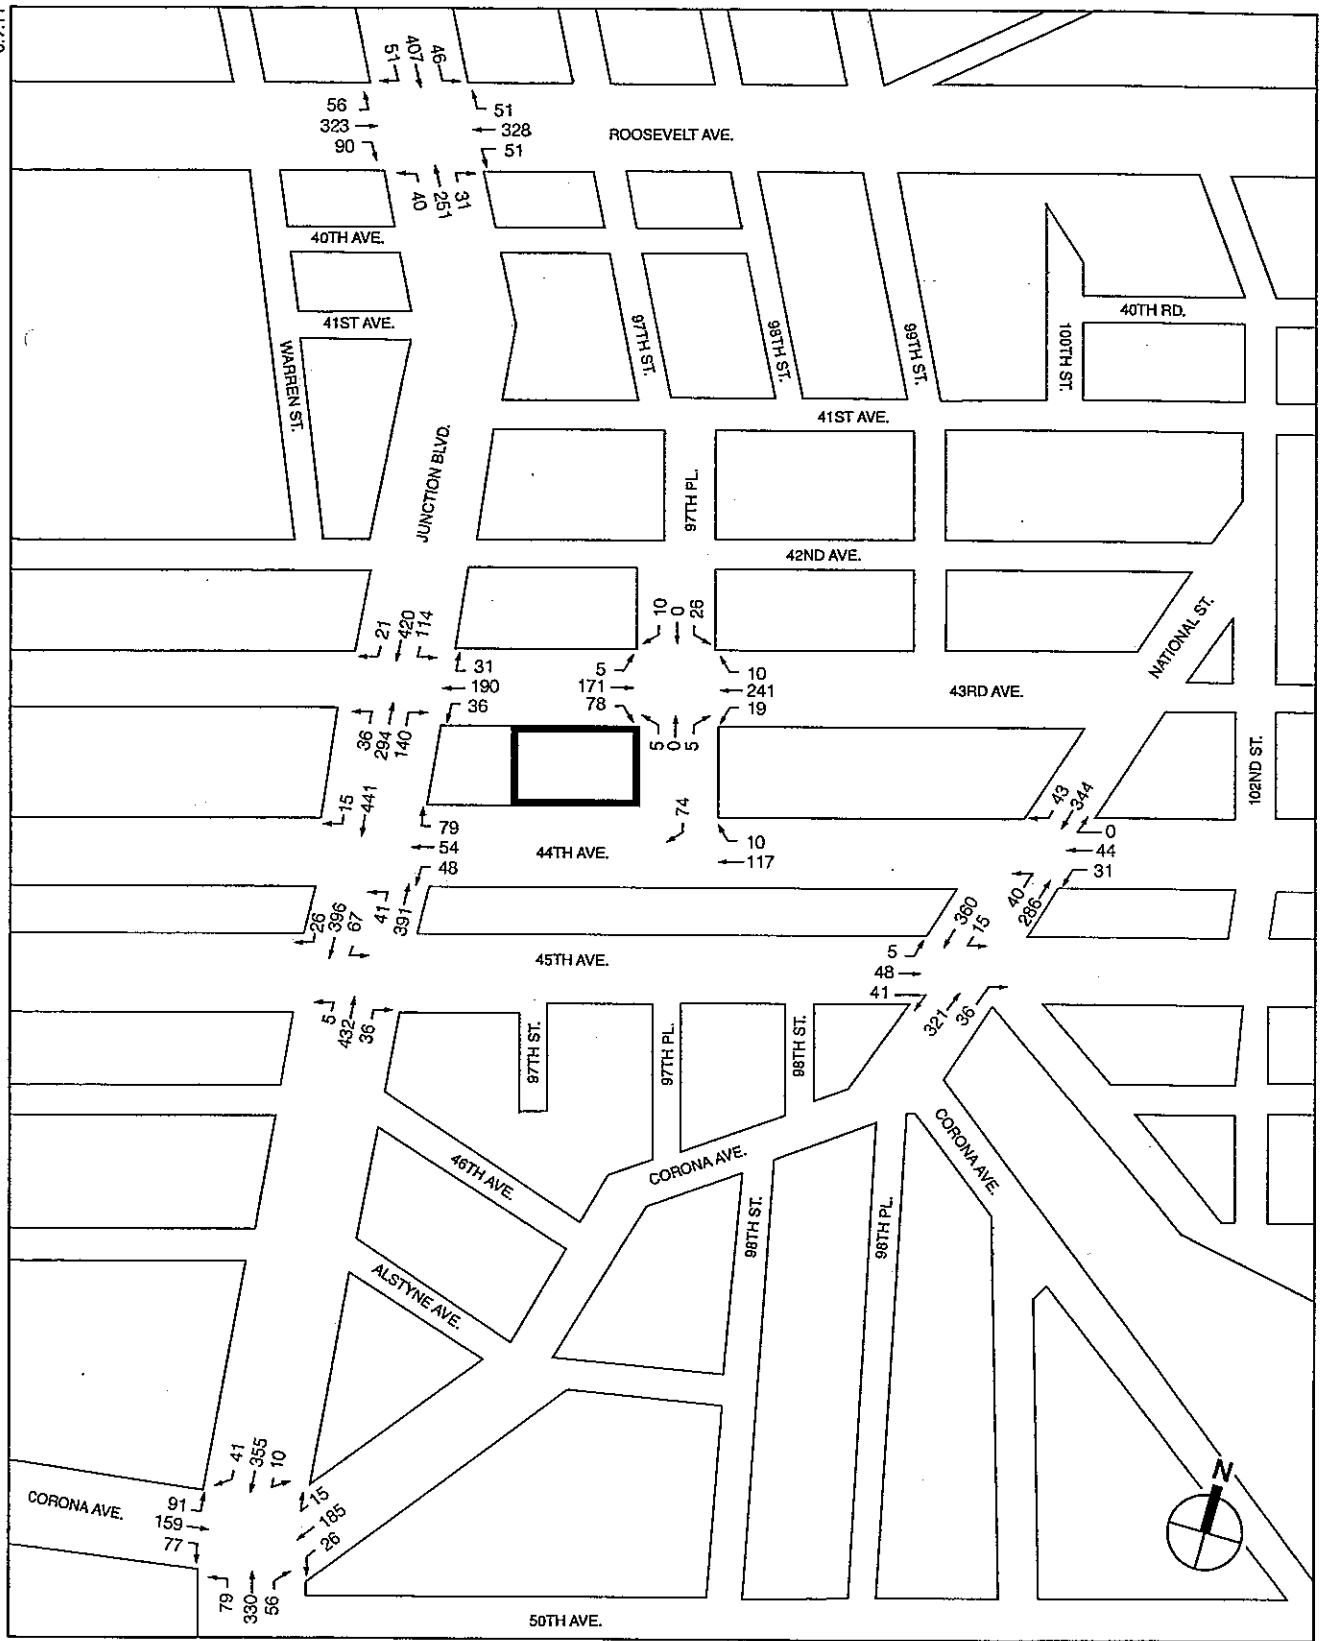 51
407
46
56
323
90
51
328
51
ROOSEVELT AVE.
40
251
31
40TH AVE.
41ST AVE.
WARREN ST.
97TH ST.
98TH ST.
99TH ST.
100TH ST.
40TH RD.
41ST AVE.
JUNCTION BLVD.
97TH PL.
42ND AVE.
NATIONAL ST.
21
420
114
31
190
36
10
0
26
5
171
78
10
241
19
43RD AVE.
36
294
140
5
0
5
102ND ST.
15
441
79
54
48
44TH AVE.
74
10
117
43
344
0
44
31
41
391
40
286
26
396
67
45TH AVE.
360
15
5
48
41
5
432
36
321
36
97TH ST.
97TH PL.
98TH ST.
46TH AVE.
CORONA AVE.
CORONA AVE.
98TH ST.
98TH PL.
ALSTYNE AVE.
41
355
10
CORONA AVE.
91
159
77
15
185
26
79
330
56
50TH AVE.
N